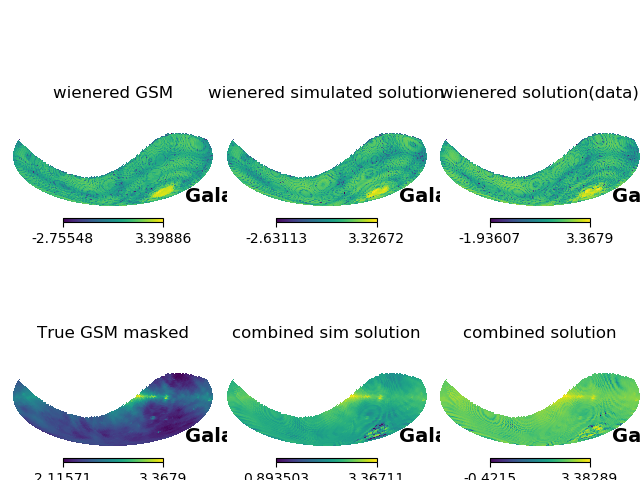 wienered GSM
wienered simulated solution
wienered solution(data)
Gala
Gala
Ga
-2.75548 3.39886
-2.63113 3.32672
-1.93607 3.3679
True GSM masked
combined sim solution
combined solution
Gala
Gala
Ga
2.11571 3.3679
0.893503 3.36711
-0.4215 3.38289